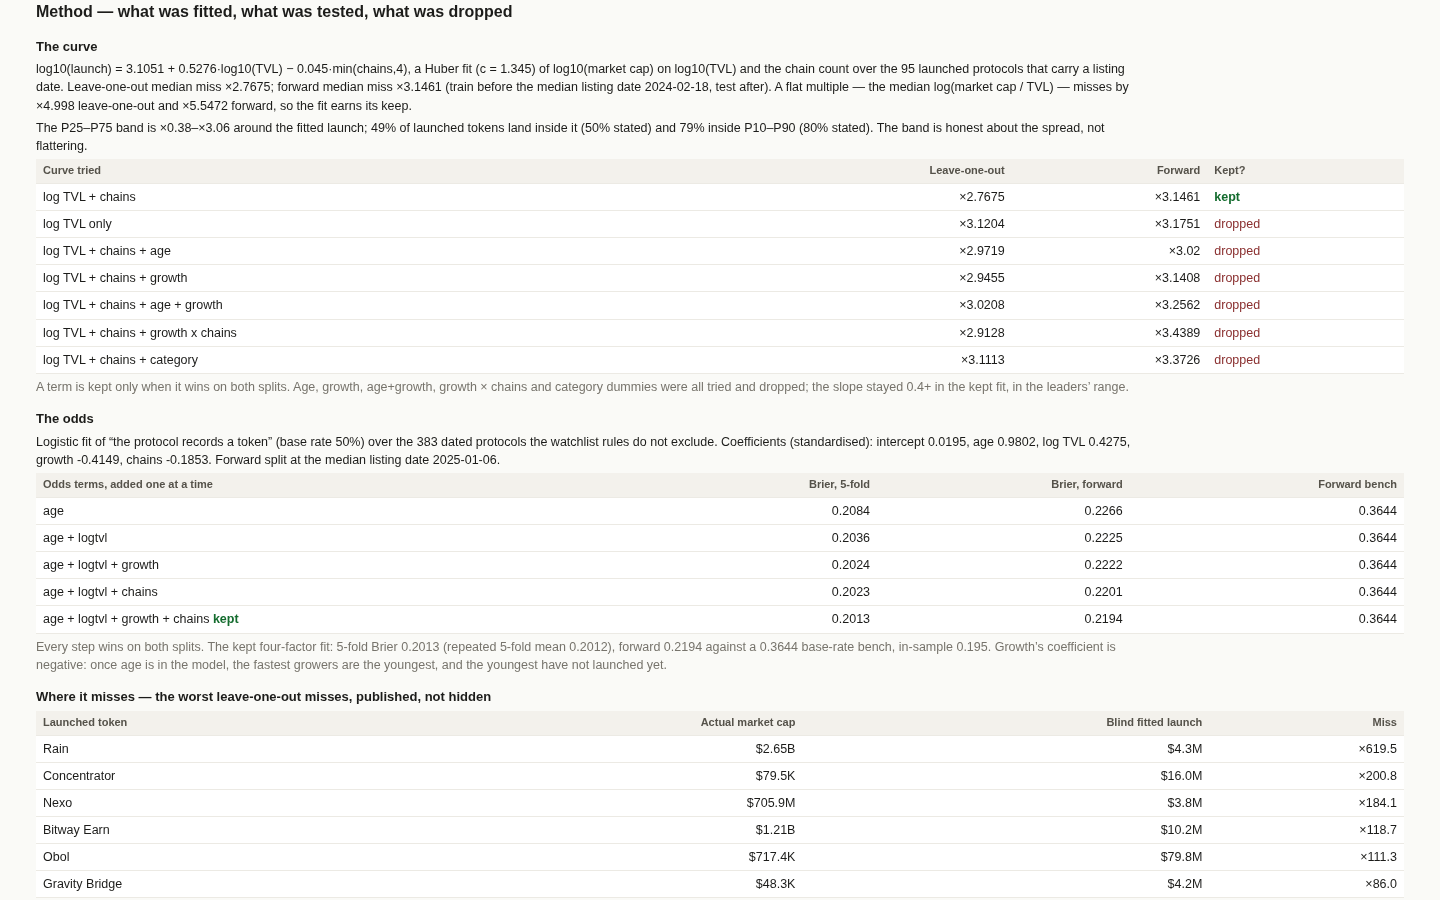 Method — what was fitted, what was tested, what was dropped
The curve
log10(launch) = 3.1051 + 0.5276·log10(TVL) − 0.045·min(chains,4), a Huber fit (c = 1.345) of log10(market cap) on log10(TVL) and the chain count over the 95 launched protocols that carry a listing
date. Leave-one-out median miss ×2.7675; forward median miss ×3.1461 (train before the median listing date 2024-02-18, test after). A flat multiple — the median log(market cap / TVL) — misses by
×4.998 leave-one-out and ×5.5472 forward, so the fit earns its keep.
The P25–P75 band is ×0.38–×3.06 around the fitted launch; 49% of launched tokens land inside it (50% stated) and 79% inside P10–P90 (80% stated). The band is honest about the spread, not
flattering.
Curve tried Leave-one-out Forward Kept?
log TVL + chains ×2.7675 ×3.1461 kept
log TVL only ×3.1204 ×3.1751 dropped
log TVL + chains + age ×2.9719 ×3.02 dropped
log TVL + chains + growth ×2.9455 ×3.1408 dropped
log TVL + chains + age + growth ×3.0208 ×3.2562 dropped
log TVL + chains + growth x chains ×2.9128 ×3.4389 dropped
log TVL + chains + category ×3.1113 ×3.3726 dropped
A term is kept only when it wins on both splits. Age, growth, age+growth, growth × chains and category dummies were all tried and dropped; the slope stayed 0.4+ in the kept fit, in the leaders’ range.
The odds
Logistic fit of “the protocol records a token” (base rate 50%) over the 383 dated protocols the watchlist rules do not exclude. Coefficients (standardised): intercept 0.0195, age 0.9802, log TVL 0.4275,
growth -0.4149, chains -0.1853. Forward split at the median listing date 2025-01-06.
Odds terms, added one at a time Brier, 5-fold Brier, forward Forward bench
age 0.2084 0.2266 0.3644
age + logtvl 0.2036 0.2225 0.3644
age + logtvl + growth 0.2024 0.2222 0.3644
age + logtvl + chains 0.2023 0.2201 0.3644
age + logtvl + growth + chains kept 0.2013 0.2194 0.3644
Every step wins on both splits. The kept four-factor fit: 5-fold Brier 0.2013 (repeated 5-fold mean 0.2012), forward 0.2194 against a 0.3644 base-rate bench, in-sample 0.195. Growth’s coefficient is
negative: once age is in the model, the fastest growers are the youngest, and the youngest have not launched yet.
Where it misses — the worst leave-one-out misses, published, not hidden
Launched token Actual market cap Blind fitted launch Miss
Rain $2.65B $4.3M ×619.5
Concentrator $79.5K $16.0M ×200.8
Nexo $705.9M $3.8M ×184.1
Bitway Earn $1.21B $10.2M ×118.7
Obol $717.4K $79.8M ×111.3
Gravity Bridge $48.3K $4.2M ×86.0